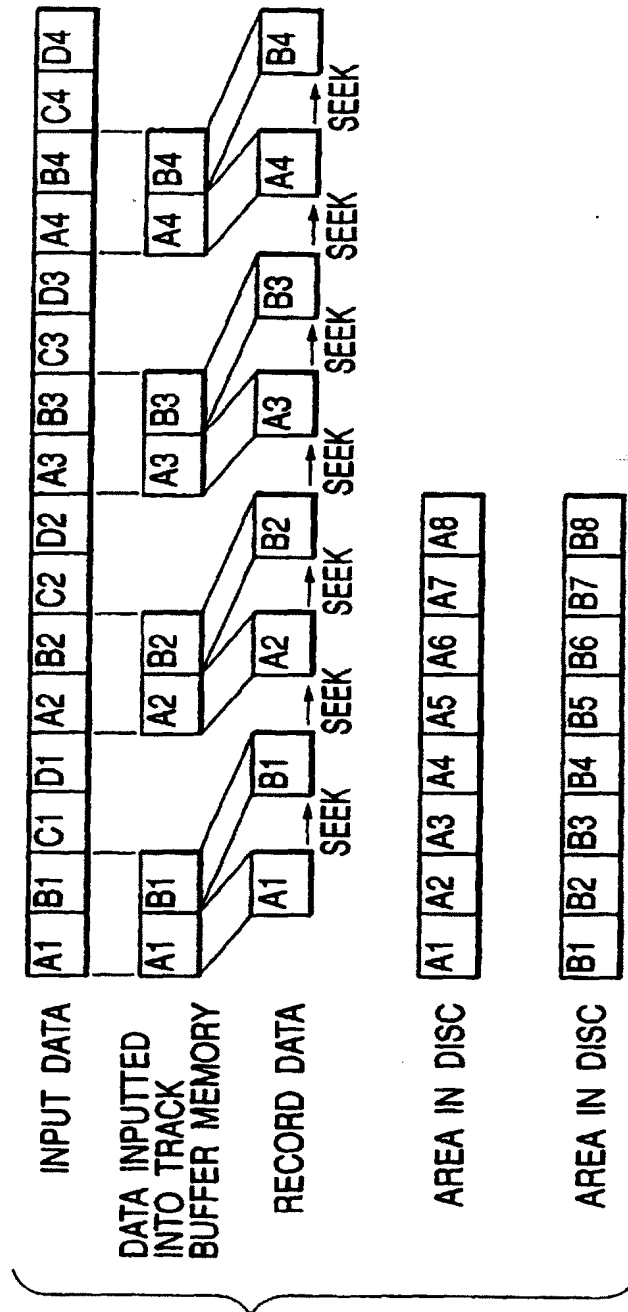 INPUT DATA
A1 B1 C1 D1 A2 B2 C2 D2 A3 B3 C3 D3 A4 B4 C4 D4
DATA INPUTTED
INTO TRACK
BUFFER MEMORY
A1 B1 A2 B2 A3 B3 A4 B4
RECORD DATA
A1 B1 A2 B2 A3 B3 A4 B4
SEEK SEEK SEEK SEEK SEEK SEEK SEEK
AREA IN DISC
A1 A2 A3 A4 A5 A6 A7 A8
AREA IN DISC
B1 B2 B3 B4 B5 B6 B7 B8